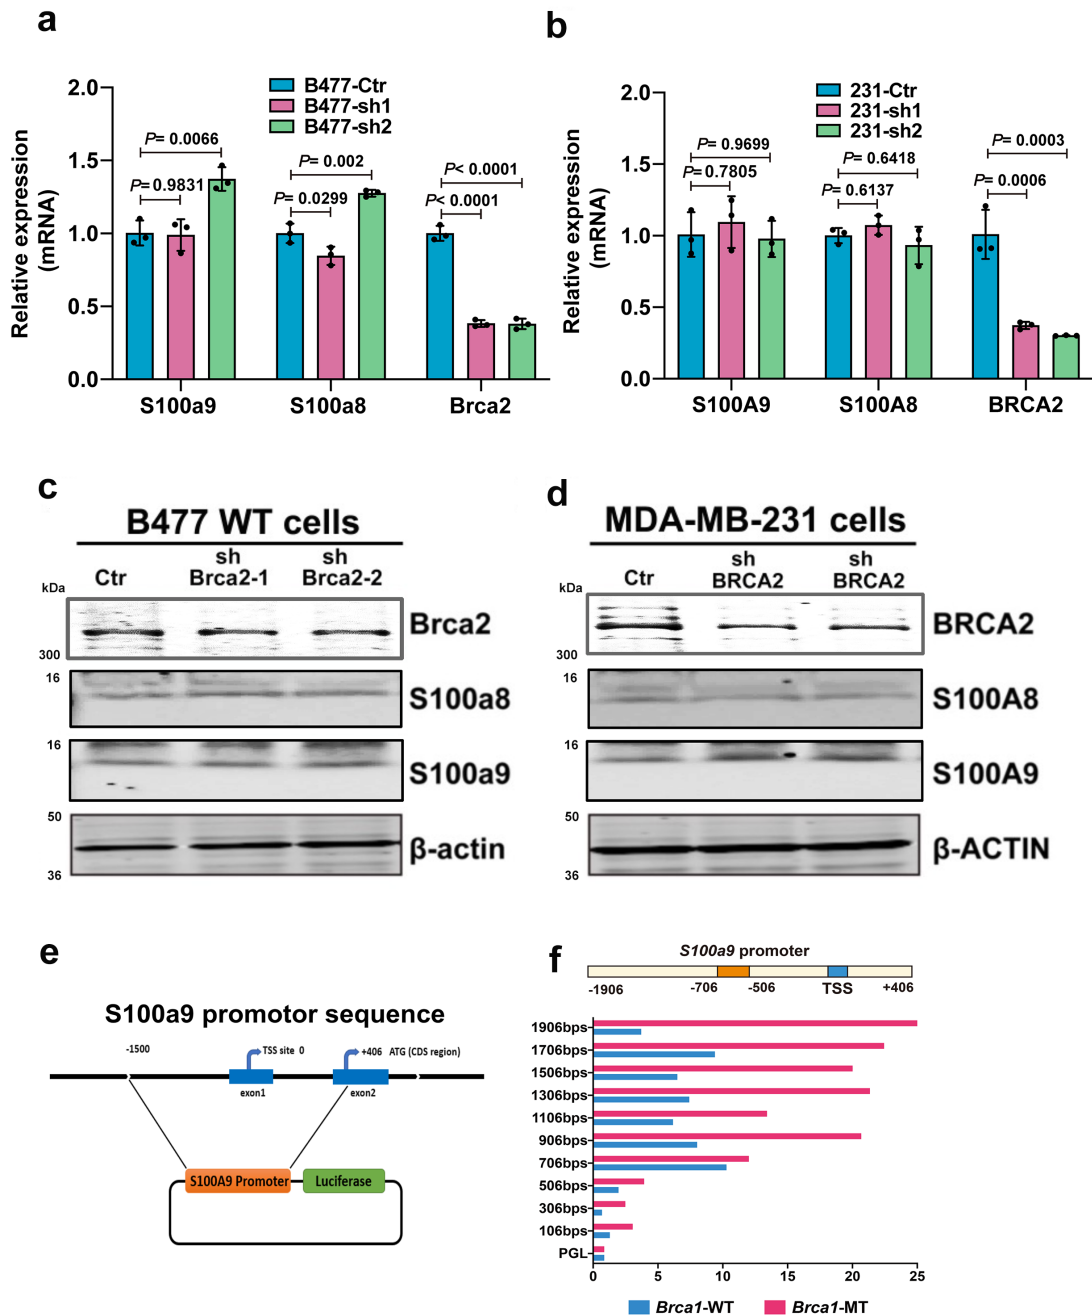 a
2.0
1.5
1.0
0.5
0.0
Relative expression
(mRNA)
B477-Ctr
B477-sh1
B477-sh2
P= 0.0066
P= 0.9831
P= 0.002
P= 0.0299
P< 0.0001
P< 0.0001
S100a9
S100a8
Brca2
b
2.0
1.5
1.0
0.5
0.0
Relative expression
(mRNA)
231-Ctr
231-sh1
231-sh2
P= 0.9699
P= 0.7805
P= 0.6418
P= 0.6137
P= 0.0003
P= 0.0006
S100A9
S100A8
BRCA2
c
B477 WT cells
kDa
Ctr
sh
Brca2-1
sh
Brca2-2
300
Brca2
16
S100a8
16
S100a9
50
36
β-actin
d
MDA-MB-231 cells
kDa
Ctr
sh
BRCA2
sh
BRCA2
300
BRCA2
16
S100A8
16
S100A9
50
36
β-ACTIN
e
S100a9 promotor sequence
-1500
TSS site 0
+406 ATG (CDS region)
exon1
exon2
S100A9 Promoter
Luciferase
f
S100a9 promoter
-1906
-706
-506
TSS
+406
1906bps
1706bps
1506bps
1306bps
1106bps
906bps
706bps
506bps
306bps
106bps
PGL
0
5
10
15
20
25
Brca1-WT
Brca1-MT